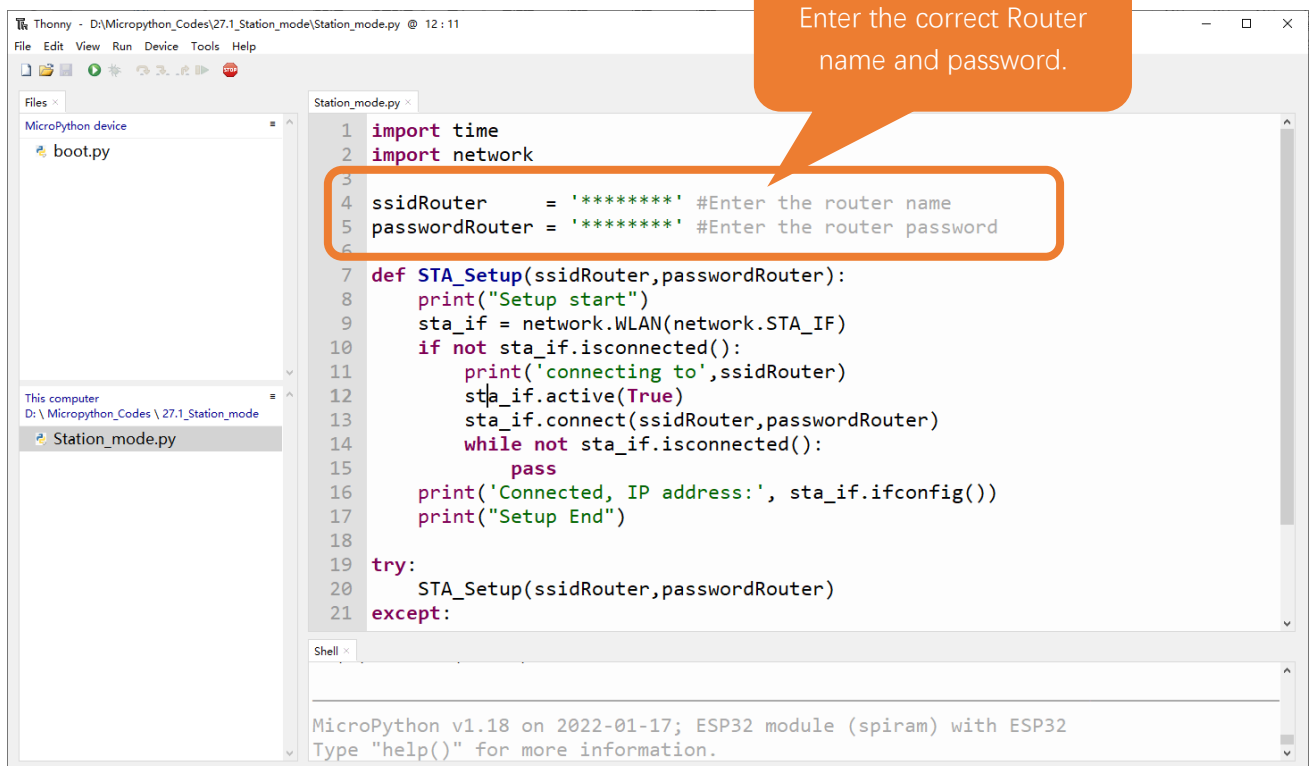 Thonny - D:\Micropython_Codes\27.1_Station_mode\Station_mode.py @ 12 : 11
Enter the correct Router
name and password.
File Edit View Run Device Tools Help
STOP
Files ×
MicroPython device
boot.py
This computer
D: \ Micropython_Codes \ 27.1_Station_mode
Station_mode.py
Station_mode.py ×
1 import time
2 import network
3
4 ssidRouter     = '********' #Enter the router name
5 passwordRouter = '********' #Enter the router password
6
7 def STA_Setup(ssidRouter,passwordRouter):
8     print("Setup start")
9     sta_if = network.WLAN(network.STA_IF)
10     if not sta_if.isconnected():
11         print('connecting to',ssidRouter)
12         sta_if.active(True)
13         sta_if.connect(ssidRouter,passwordRouter)
14         while not sta_if.isconnected():
15             pass
16     print('Connected, IP address:', sta_if.ifconfig())
17     print("Setup End")
18
19 try:
20     STA_Setup(ssidRouter,passwordRouter)
21 except:
Shell ×
MicroPython v1.18 on 2022-01-17; ESP32 module (spiram) with ESP32
Type "help()" for more information.